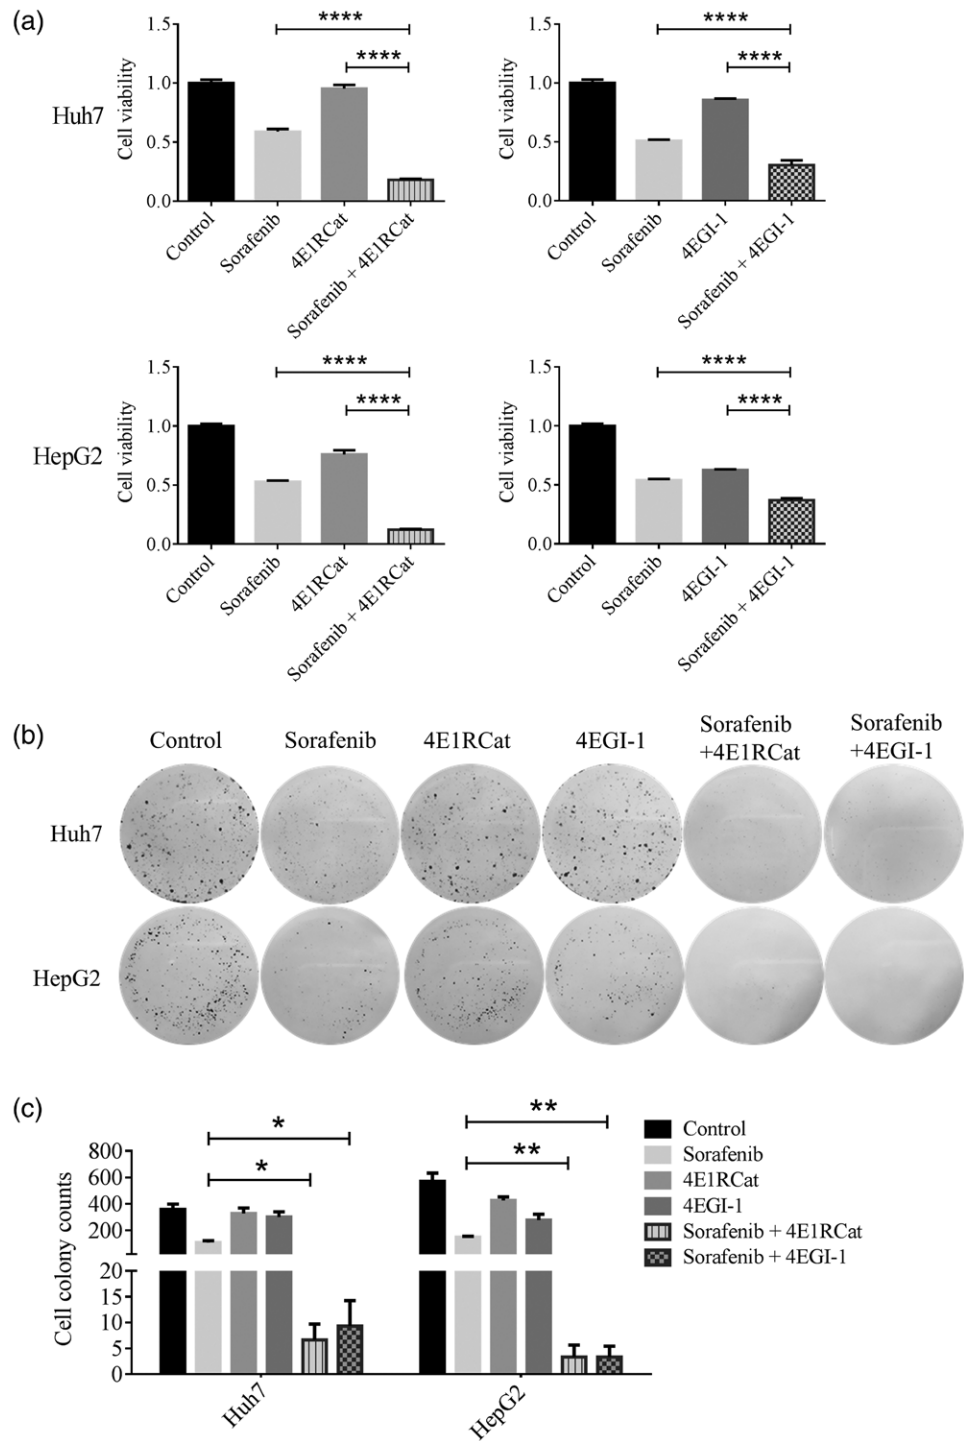 (a)
Huh7
Cell viability
1.5
1.0
0.5
0.0
****
****
Control
Sorafenib
4E1RCat
Sorafenib + 4E1RCat
Cell viability
1.5
1.0
0.5
0.0
****
****
Control
Sorafenib
4EGI-1
Sorafenib + 4EGI-1
HepG2
Cell viability
1.5
1.0
0.5
0.0
****
****
Control
Sorafenib
4E1RCat
Sorafenib + 4E1RCat
Cell viability
1.5
1.0
0.5
0.0
****
****
Control
Sorafenib
4EGI-1
Sorafenib + 4EGI-1
(b)
Control
Sorafenib
4E1RCat
4EGI-1
Sorafenib
+4E1RCat
Sorafenib
+4EGI-1
Huh7
HepG2
(c)
Cell colony counts
800
600
400
200
20
15
10
5
0
*
*
**
**
Huh7
HepG2
Control
Sorafenib
4E1RCat
4EGI-1
Sorafenib + 4E1RCat
Sorafenib + 4EGI-1